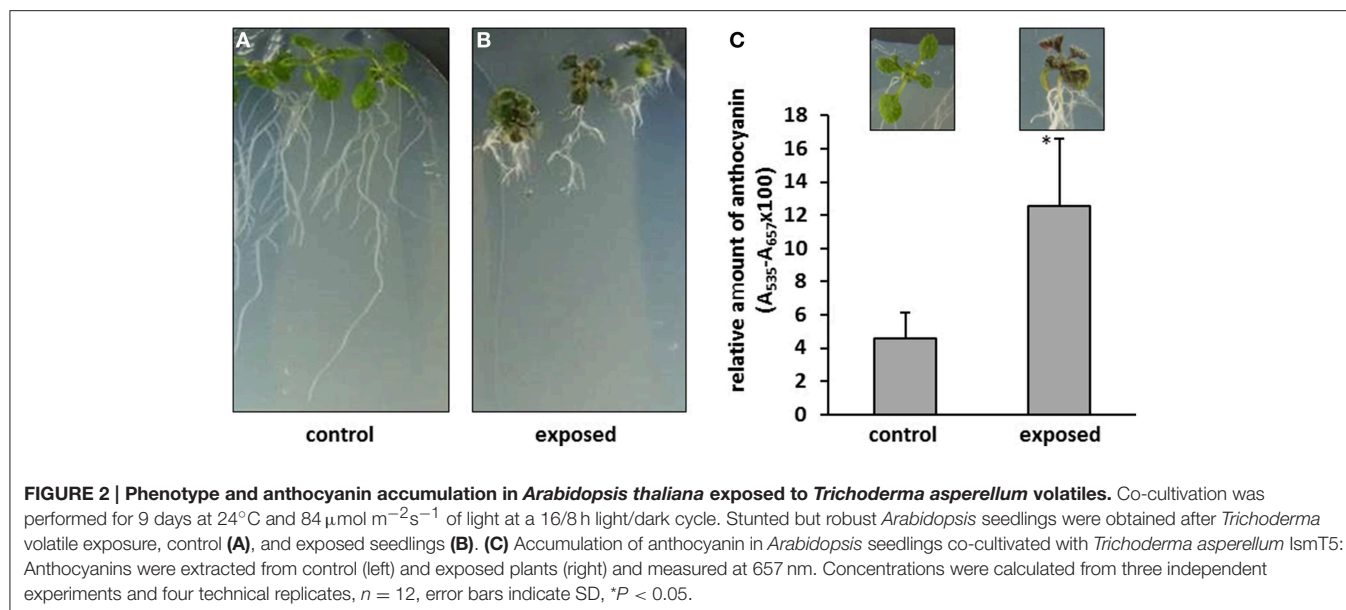 A
B
C
18
16
14
12
10
8
6
4
2
0
*
relative amount of anthocyanin
(A₅₃₅-A₆₅₇x100)
control
exposed
control
exposed
FIGURE 2 | Phenotype and anthocyanin accumulation in Arabidopsis thaliana exposed to Trichoderma asperellum volatiles. Co-cultivation was
performed for 9 days at 24°C and 84 μmol m⁻²s⁻¹ of light at a 16/8 h light/dark cycle. Stunted but robust Arabidopsis seedlings were obtained after Trichoderma
volatile exposure, control (A), and exposed seedlings (B). (C) Accumulation of anthocyanin in Arabidopsis seedlings co-cultivated with Trichoderma asperellum IsmT5:
Anthocyanins were extracted from control (left) and exposed plants (right) and measured at 657 nm. Concentrations were calculated from three independent
experiments and four technical replicates, n = 12, error bars indicate SD, *P < 0.05.